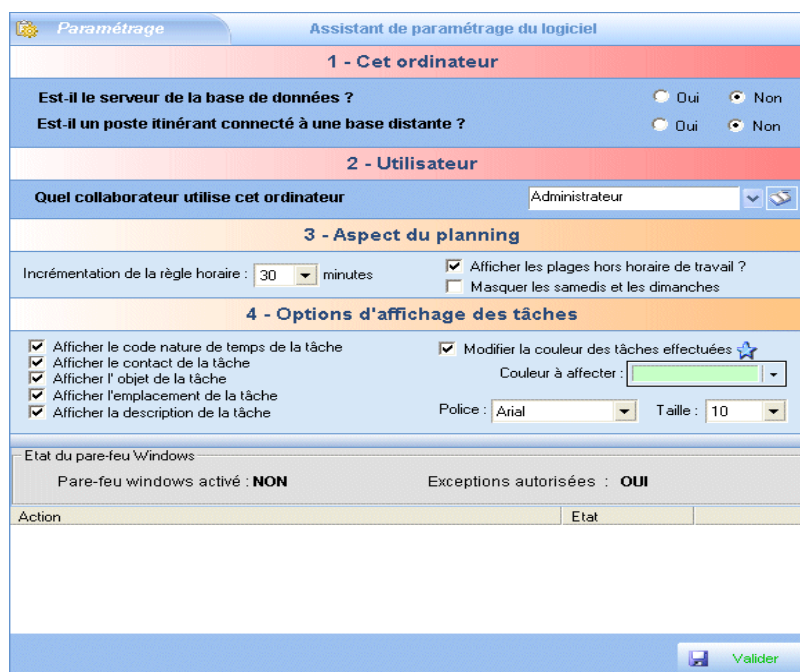 Paramétrage
Assistant de paramétrage du logiciel
1 - Cet ordinateur
Est-il le serveur de la base de données ? Oui Non
Est-il un poste itinérant connecté à une base distante ? Oui Non
2 - Utilisateur
Quel collaborateur utilise cet ordinateur Administrateur
3 - Aspect du planning
Incrémentation de la règle horaire : 30 minutes
Afficher les plages hors horaire de travail ?
Masquer les samedis et les dimanches
4 - Options d'affichage des tâches
Afficher le code nature de temps de la tâche
Afficher le contact de la tâche
Afficher l' objet de la tâche
Afficher l'emplacement de la tâche
Afficher la description de la tâche
Modifier la couleur des tâches effectuées
Couleur à affecter :
Police : Arial Taille : 10
Etat du pare-feu Windows
Pare-feu windows activé : NON Exceptions autorisées : OUI
Action Etat
Valider